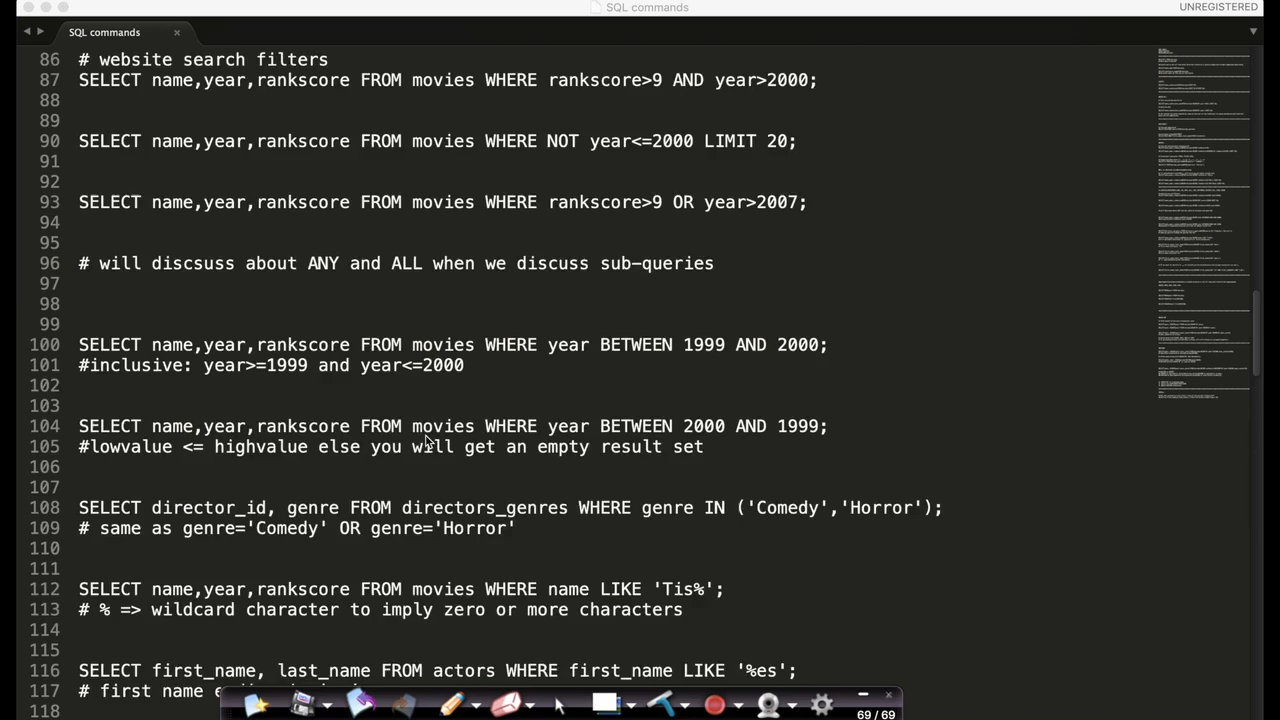 SQL commands
UNREGISTERED
SQL commands
86 # website search filters
87 SELECT name,year,rankscore FROM movies WHERE rankscore>9 AND year>2000;
88
89
90 SELECT name,year,rankscore FROM movies WHERE NOT year<=2000 LIMIT 20;
91
92
93 SELECT name,year,rankscore FROM movies WHERE rankscore>9 OR year>2007;
94
95
96 # will discsuss about ANY and ALL when we discuss sub-queries
97
98
99
100 SELECT name,year,rankscore FROM movies WHERE year BETWEEN 1999 AND 2000;
101 #inclusive: year>=1999 and year<=2000
102
103
104 SELECT name,year,rankscore FROM movies WHERE year BETWEEN 2000 AND 1999;
105 #lowvalue <= highvalue else you will get an empty result set
106
107
108 SELECT director_id, genre FROM directors_genres WHERE genre IN ('Comedy','Horror');
109 # same as genre='Comedy' OR genre='Horror'
110
111
112 SELECT name,year,rankscore FROM movies WHERE name LIKE 'Tis%';
113 # % => wildcard character to imply zero or more characters
114
115
116 SELECT first_name, last_name FROM actors WHERE first_name LIKE '%es';
117 # first name
118
69/69